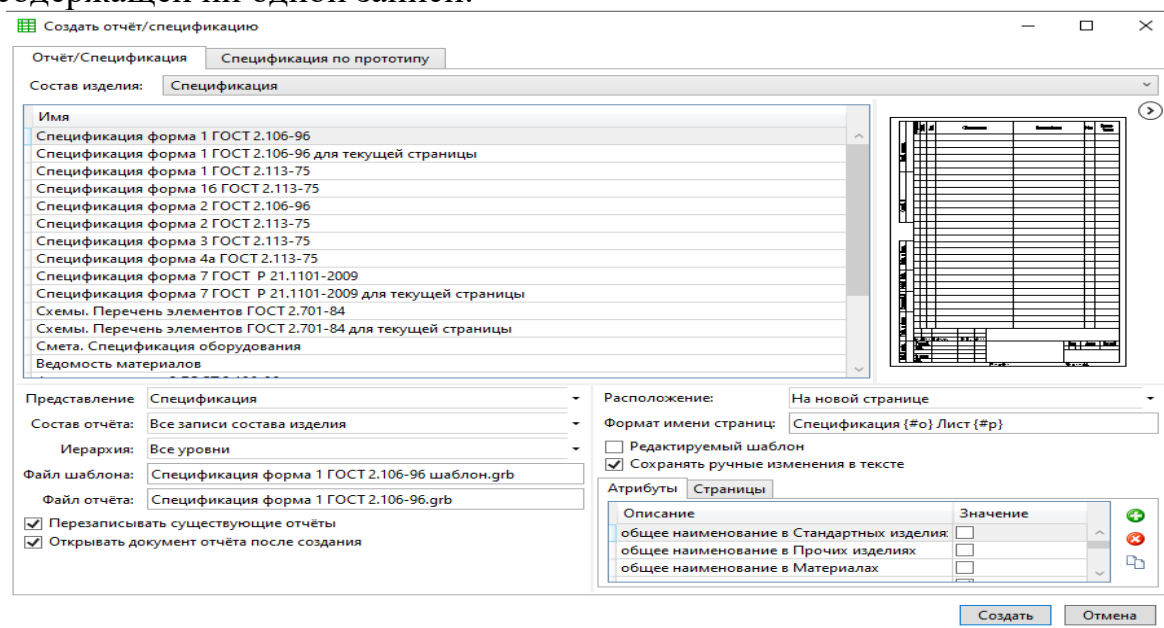 содержащей ни одной записи.
Создать отчёт/спецификацию
Отчёт/Спецификация Спецификация по прототипу
Состав изделия: Спецификация
Имя
Спецификация форма 1 ГОСТ 2.106-96
Спецификация форма 1 ГОСТ 2.106-96 для текущей страницы
Спецификация форма 1 ГОСТ 2.113-75
Спецификация форма 16 ГОСТ 2.113-75
Спецификация форма 2 ГОСТ 2.106-96
Спецификация форма 2 ГОСТ 2.113-75
Спецификация форма 3 ГОСТ 2.113-75
Спецификация форма 4а ГОСТ 2.113-75
Спецификация форма 7 ГОСТ Р 21.1101-2009
Спецификация форма 7 ГОСТ Р 21.1101-2009 для текущей страницы
Схемы. Перечень элементов ГОСТ 2.701-84
Схемы. Перечень элементов ГОСТ 2.701-84 для текущей страницы
Смета. Спецификация оборудования
Ведомость материалов
Представление Спецификация
Состав отчёта: Все записи состава изделия
Иерархия: Все уровни
Файл шаблона: Спецификация форма 1 ГОСТ 2.106-96 шаблон.grb
Файл отчёта: Спецификация форма 1 ГОСТ 2.106-96.grb
Перезаписывать существующие отчёты
Открывать документ отчёта после создания
Расположение: На новой странице
Формат имени страниц: Спецификация {#o} Лист {#p}
Редактируемый шаблон
Сохранять ручные изменения в тексте
Атрибуты Страницы
Описание Значение
общее наименование в Стандартных изделия
общее наименование в Прочих изделиях
общее наименование в Материалах
Создать Отмена